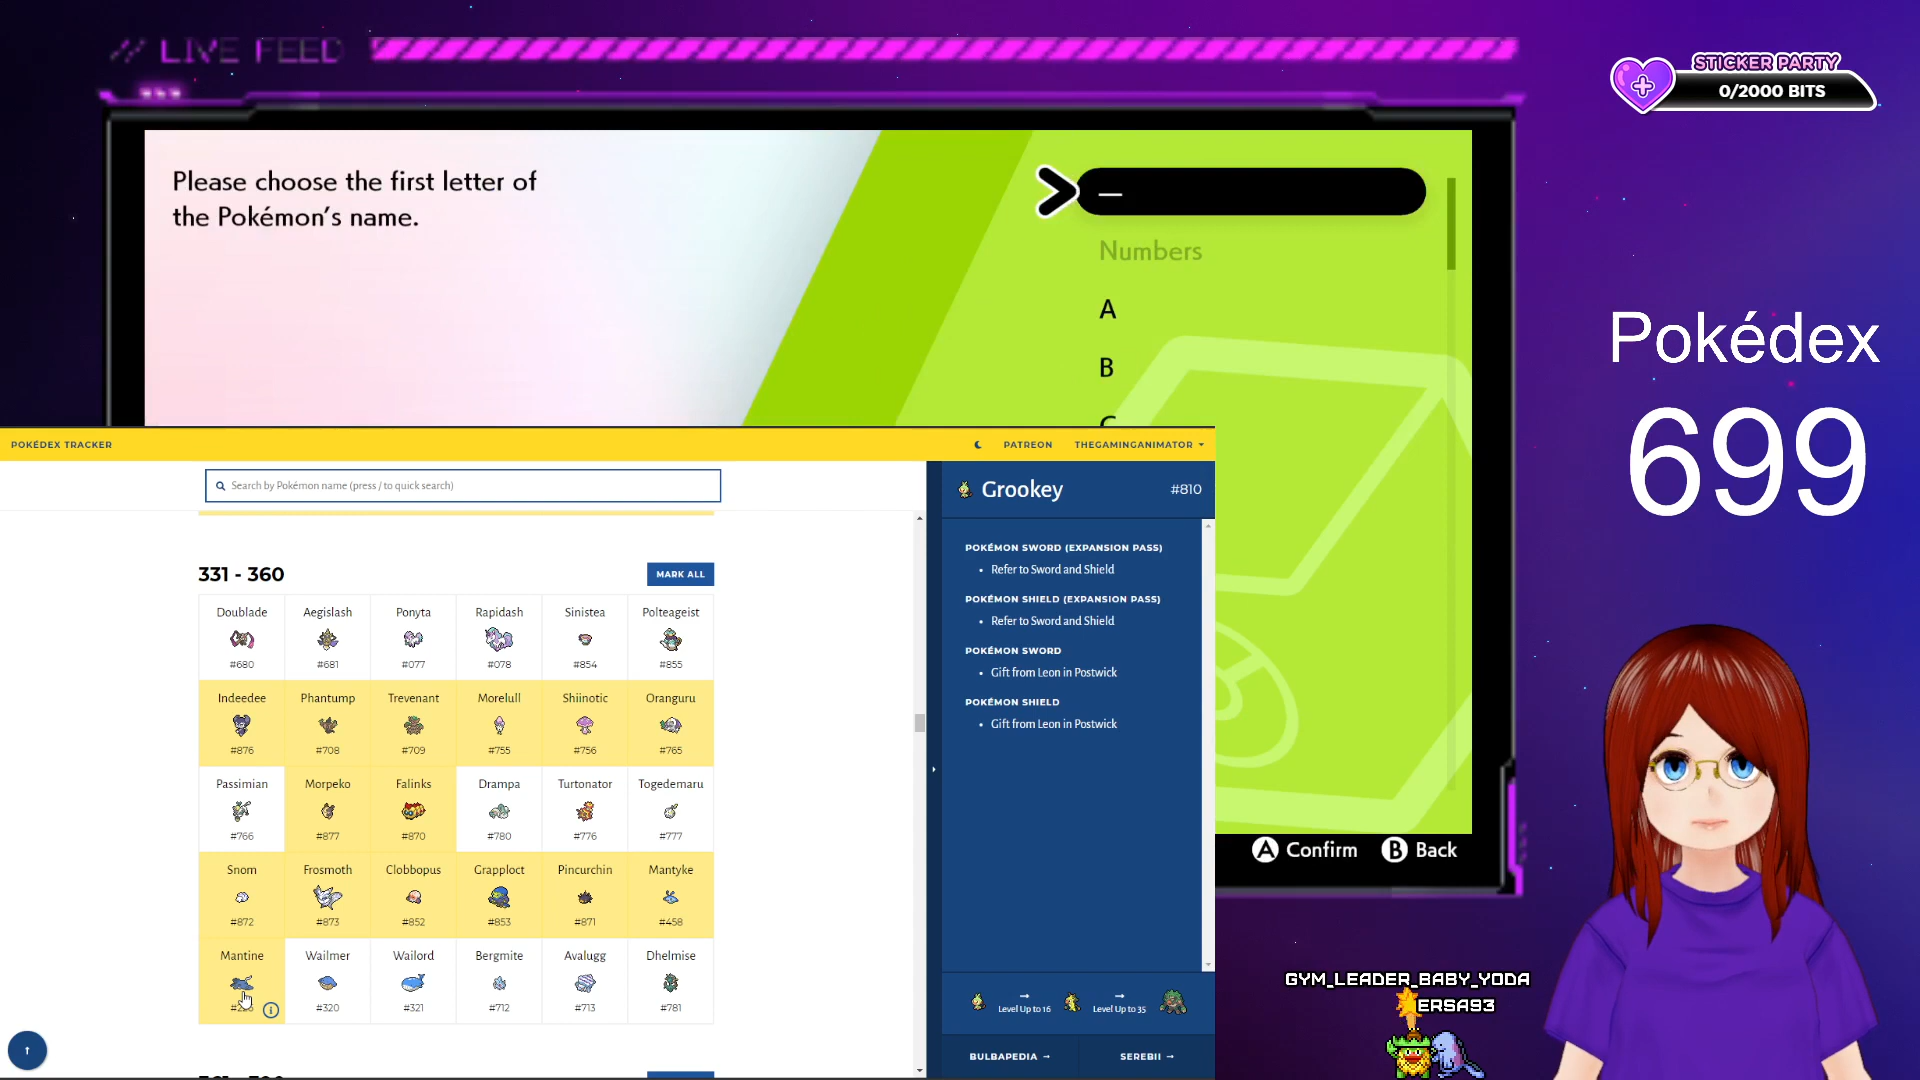 // LIVE FEED
STICKER PARTY
0/2000 BITS
Please choose the first letter of
the Pokémon's name.
—
Numbers
A
B
C
Pokédex
699
POKÉDEX TRACKER
PATREON
THEGAMINGANIMATOR
Search by Pokémon name (press / to quick search)
331 - 360
MARK ALL
Doublade Aegislash Ponyta Rapidash Sinistea Polteageist
#680 #681 #077 #078 #854 #855
Indeedee Phantump Trevenant Morelull Shiinotic Oranguru
#876 #708 #709 #755 #756 #765
Passimian Morpeko Falinks Drampa Turtonator Togedemaru
#766 #877 #870 #780 #776 #777
Snom Frosmoth Clobbopus Grapploct Pincurchin Mantyke
#872 #873 #852 #853 #871 #458
Mantine Wailmer Wailord Bergmite Avalugg Dhelmise
#320 #321 #712 #713 #781
Grookey #810
POKÉMON SWORD (EXPANSION PASS)
• Refer to Sword and Shield
POKÉMON SHIELD (EXPANSION PASS)
• Refer to Sword and Shield
POKÉMON SWORD
• Gift from Leon in Postwick
POKÉMON SHIELD
• Gift from Leon in Postwick
→ →
Level Up to 16 Level Up to 35
BULBAPEDIA → SEREBII →
A Confirm B Back
GYM_LEADER_BABY_YODA
ERSA93